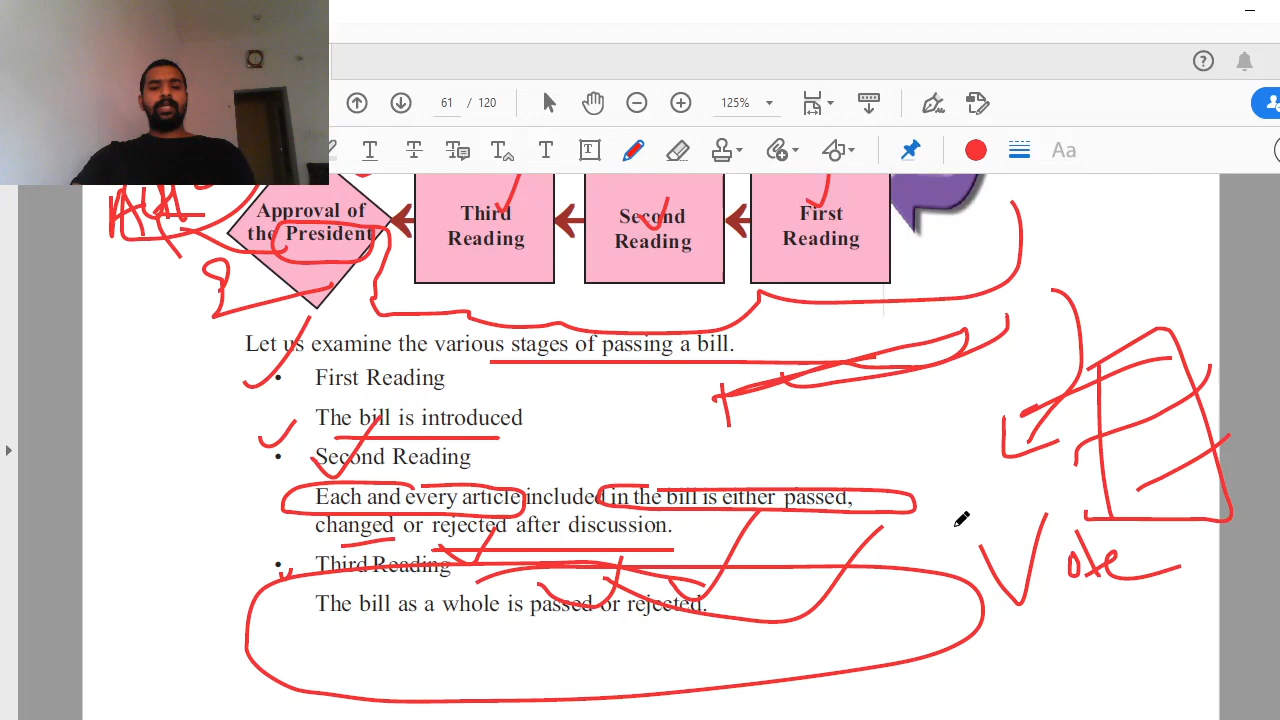 61 / 120
125%
Aa
Approval of
the President
Third
Reading
Second
Reading
First
Reading
Let us examine the various stages of passing a bill.
• First Reading
The bill is introduced
• Second Reading
Each and every article included in the bill is either passed,
changed or rejected after discussion.
• Third Reading
The bill as a whole is passed or rejected.
Vote